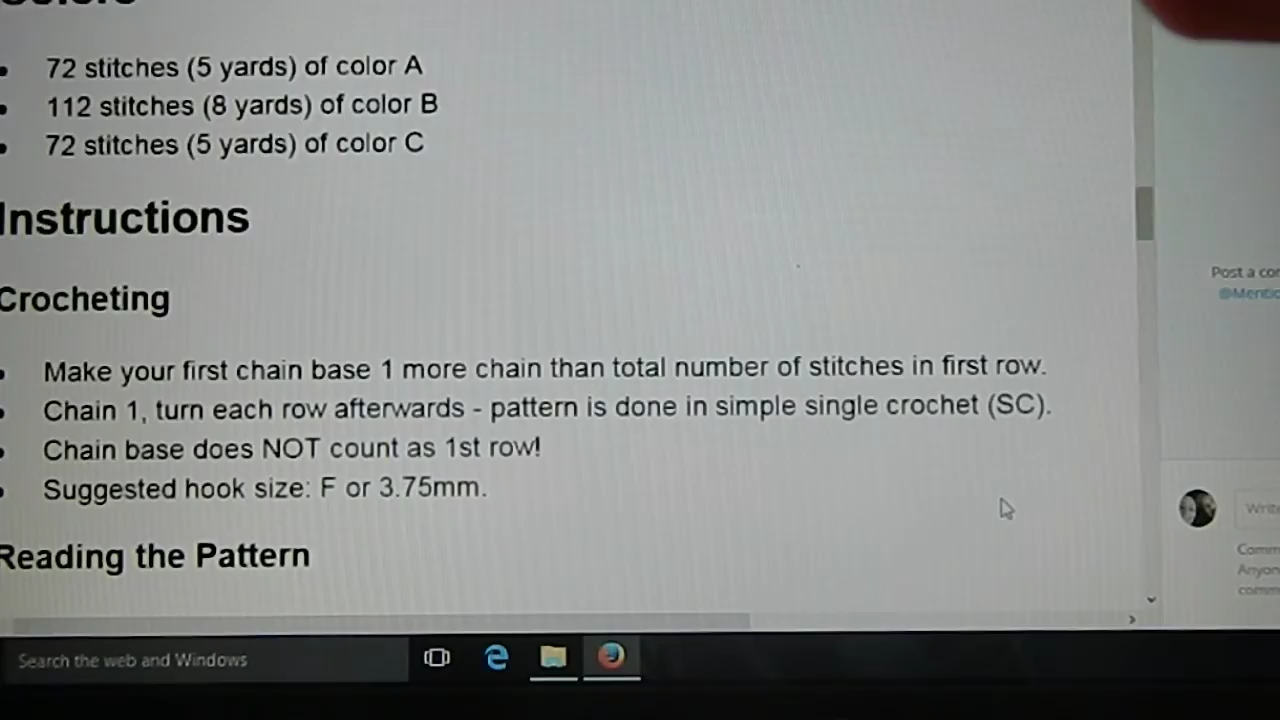 72 stitches (5 yards) of color A
112 stitches (8 yards) of color B
72 stitches (5 yards) of color C
Instructions
Crocheting
Make your first chain base 1 more chain than total number of stitches in first row.
Chain 1, turn each row afterwards - pattern is done in simple single crochet (SC).
Chain base does NOT count as 1st row!
Suggested hook size: F or 3.75mm.
Reading the Pattern
Post a
Search the web and Windows